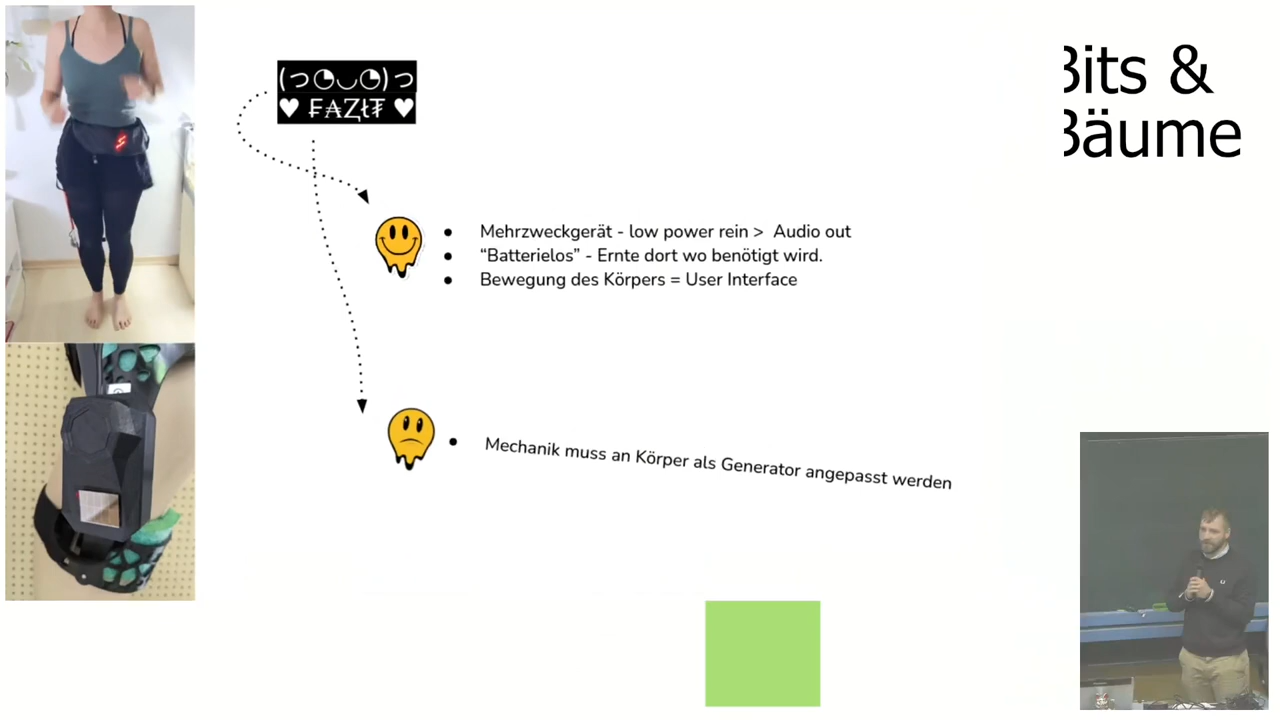 (っ◔◡◔)っ
♥ ₣₳ⱫłŦ ♥
Bits &
Bäume
● Mehrzweckgerät - low power rein > Audio out
● “Batterielos” - Ernte dort wo benötigt wird.
● Bewegung des Körpers = User Interface
● Mechanik muss an Körper als Generator angepasst werden